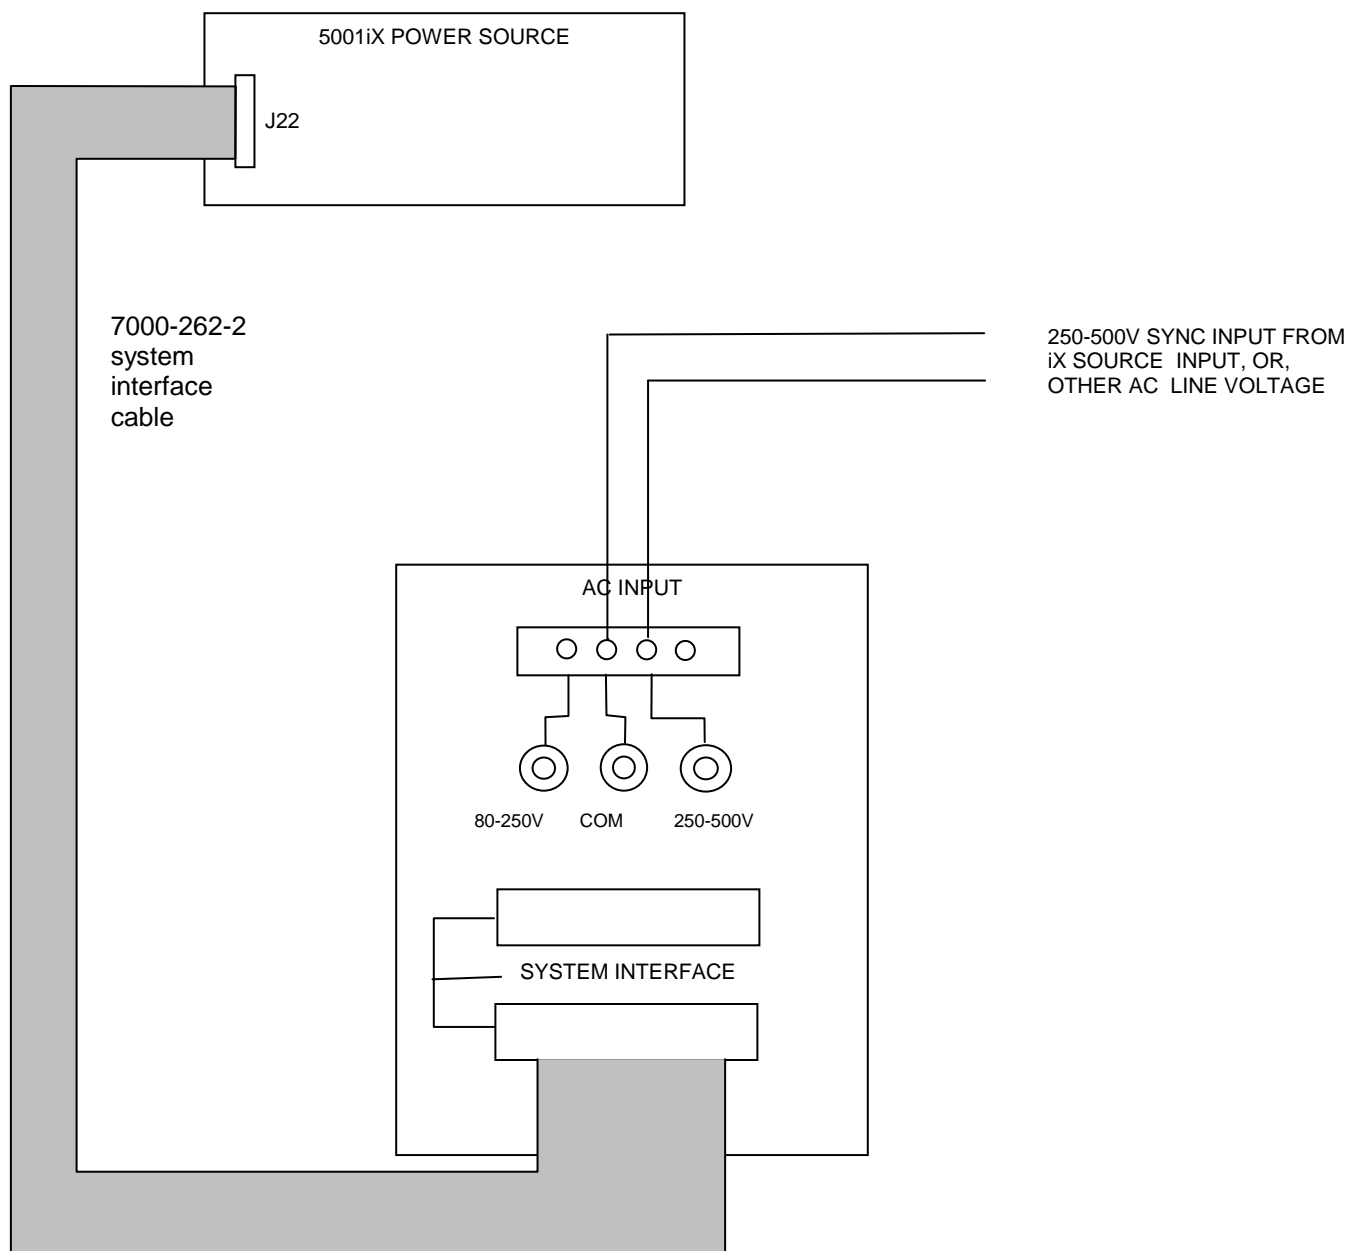 5001iX POWER SOURCE
J22
7000-262-2
system
interface
cable
250-500V SYNC INPUT FROM
iX SOURCE INPUT, OR,
OTHER AC LINE VOLTAGE
AC INPUT
80-250V COM 250-500V
SYSTEM INTERFACE